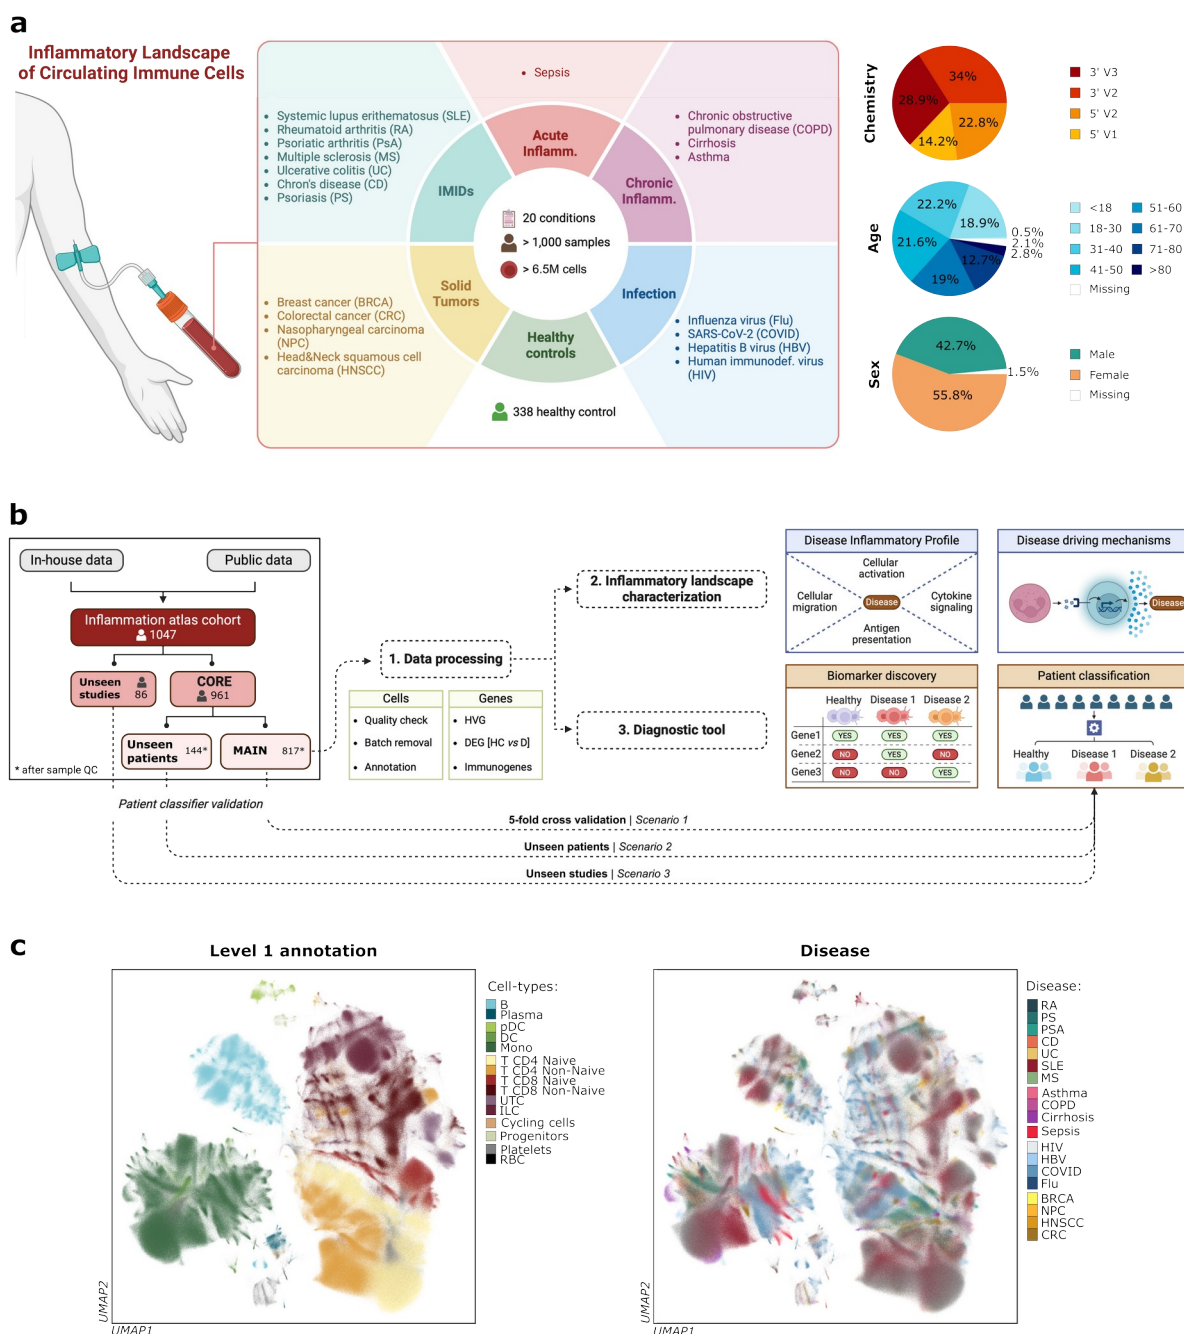 a
Inflammatory Landscape
of Circulating Immune Cells
Sepsis
Systemic lupus erithematosus (SLE)
Rheumatoid arthritis (RA)
Psoriatic arthritis (PsA)
Multiple sclerosis (MS)
Ulcerative colitis (UC)
Chron's disease (CD)
Psoriasis (PS)
Chronic obstructive
pulmonary disease (COPD)
Cirrhosis
Asthma
Acute
Inflamm.
IMIDs
Chronic
Inflamm.
20 conditions
> 1,000 samples
> 6.5M cells
Solid
Tumors
Infection
Healthy
controls
Breast cancer (BRCA)
Colorectal cancer (CRC)
Nasopharyngeal carcinoma
(NPC)
Head&Neck squamous cell
carcinoma (HNSCC)
Influenza virus (Flu)
SARS-CoV-2 (COVID)
Hepatitis B virus (HBV)
Human immunodef. virus
(HIV)
338 healthy control
Chemistry
34%
28.9%
22.8%
14.2%
3' V3
3' V2
5' V2
5' V1
Age
22.2%
18.9%
0.5%
2.1%
2.8%
21.6%
12.7%
19%
<18
18-30
31-40
41-50
51-60
61-70
71-80
>80
Missing
Sex
42.7%
1.5%
55.8%
Male
Female
Missing
b
In-house data
Public data
Inflammation atlas cohort
1047
Unseen
studies
86
CORE
961
Unseen
patients
144*
MAIN
817*
* after sample QC
1. Data processing
Cells
Quality check
Batch removal
Annotation
Genes
HVG
DEG [HC vs D]
Immunogenes
2. Inflammatory landscape
characterization
3. Diagnostic tool
Disease Inflammatory Profile
Cellular
activation
Cellular
migration
Disease
Cytokine
signaling
Antigen
presentation
Disease driving mechanisms
Disease
Biomarker discovery
Healthy Disease 1 Disease 2
Gene1 YES YES YES
Gene2 NO YES NO
Gene3 NO NO YES
Patient classification
Healthy Disease 1 Disease 2
Patient classifier validation
5-fold cross validation | Scenario 1
Unseen patients | Scenario 2
Unseen studies | Scenario 3
c
Level 1 annotation
Cell-types:
B
Plasma
pDC
DC
Mono
T CD4 Naive
T CD4 Non-Naive
T CD8 Naive
T CD8 Non-Naive
UTC
ILC
Cycling cells
Progenitors
Platelets
RBC
UMAP2
UMAP1
Disease
Disease:
RA
PS
PSA
CD
UC
SLE
MS
Asthma
COPD
Cirrhosis
Sepsis
HIV
HBV
COVID
Flu
BRCA
NPC
HNSCC
CRC
UMAP2
UMAP1